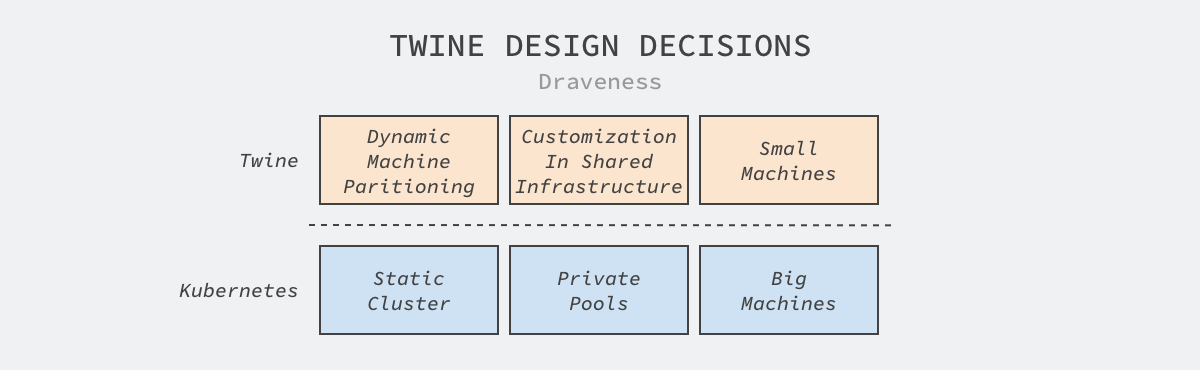 TWINE DESIGN DECISIONS
Draveness
Twine
Dynamic
Machine
Paritioning
Customization
In Shared
Infrastructure
Small
Machines
Kubernetes
Static
Cluster
Private
Pools
Big
Machines